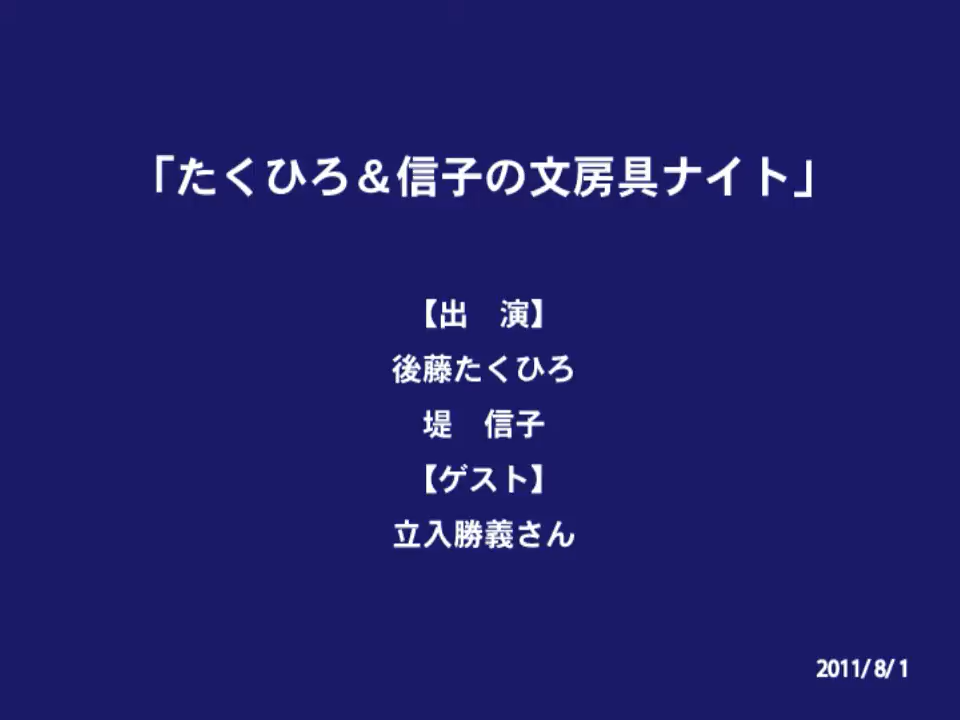 「たくひろ＆信子の文房具ナイト」
【出　演】
後藤たくひろ
堤　信子
【ゲスト】
立入勝義さん
2011/ 8/ 1